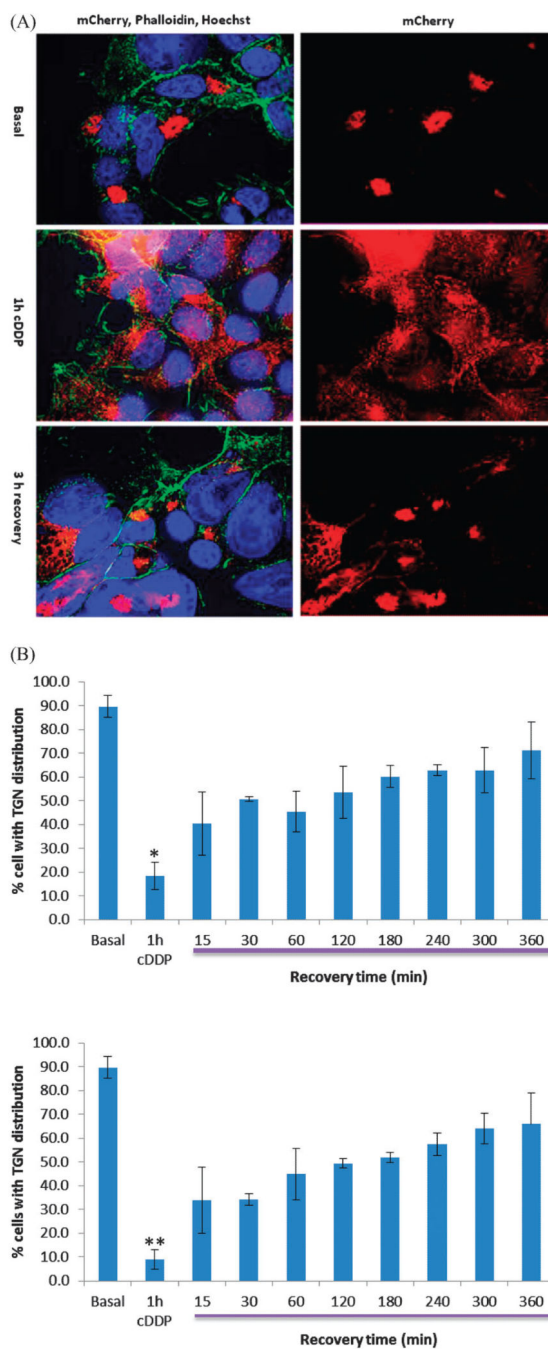 (A)
mCherry, Phalloidin, Hoechst
mCherry
Basal
1h cDDP
3 h recovery
(B)
% cell with TGN distribution
100.0
90.0
80.0
70.0
60.0
50.0
40.0
30.0
20.0
10.0
0.0
*
Basal 1h 15 30 60 120 180 240 300 360
cDDP
Recovery time (min)
% cells with TGN distribution
100.0
90.0
80.0
70.0
60.0
50.0
40.0
30.0
20.0
10.0
0.0
**
Basal 1h 15 30 60 120 180 240 300 360
cDDP
Recovery time (min)